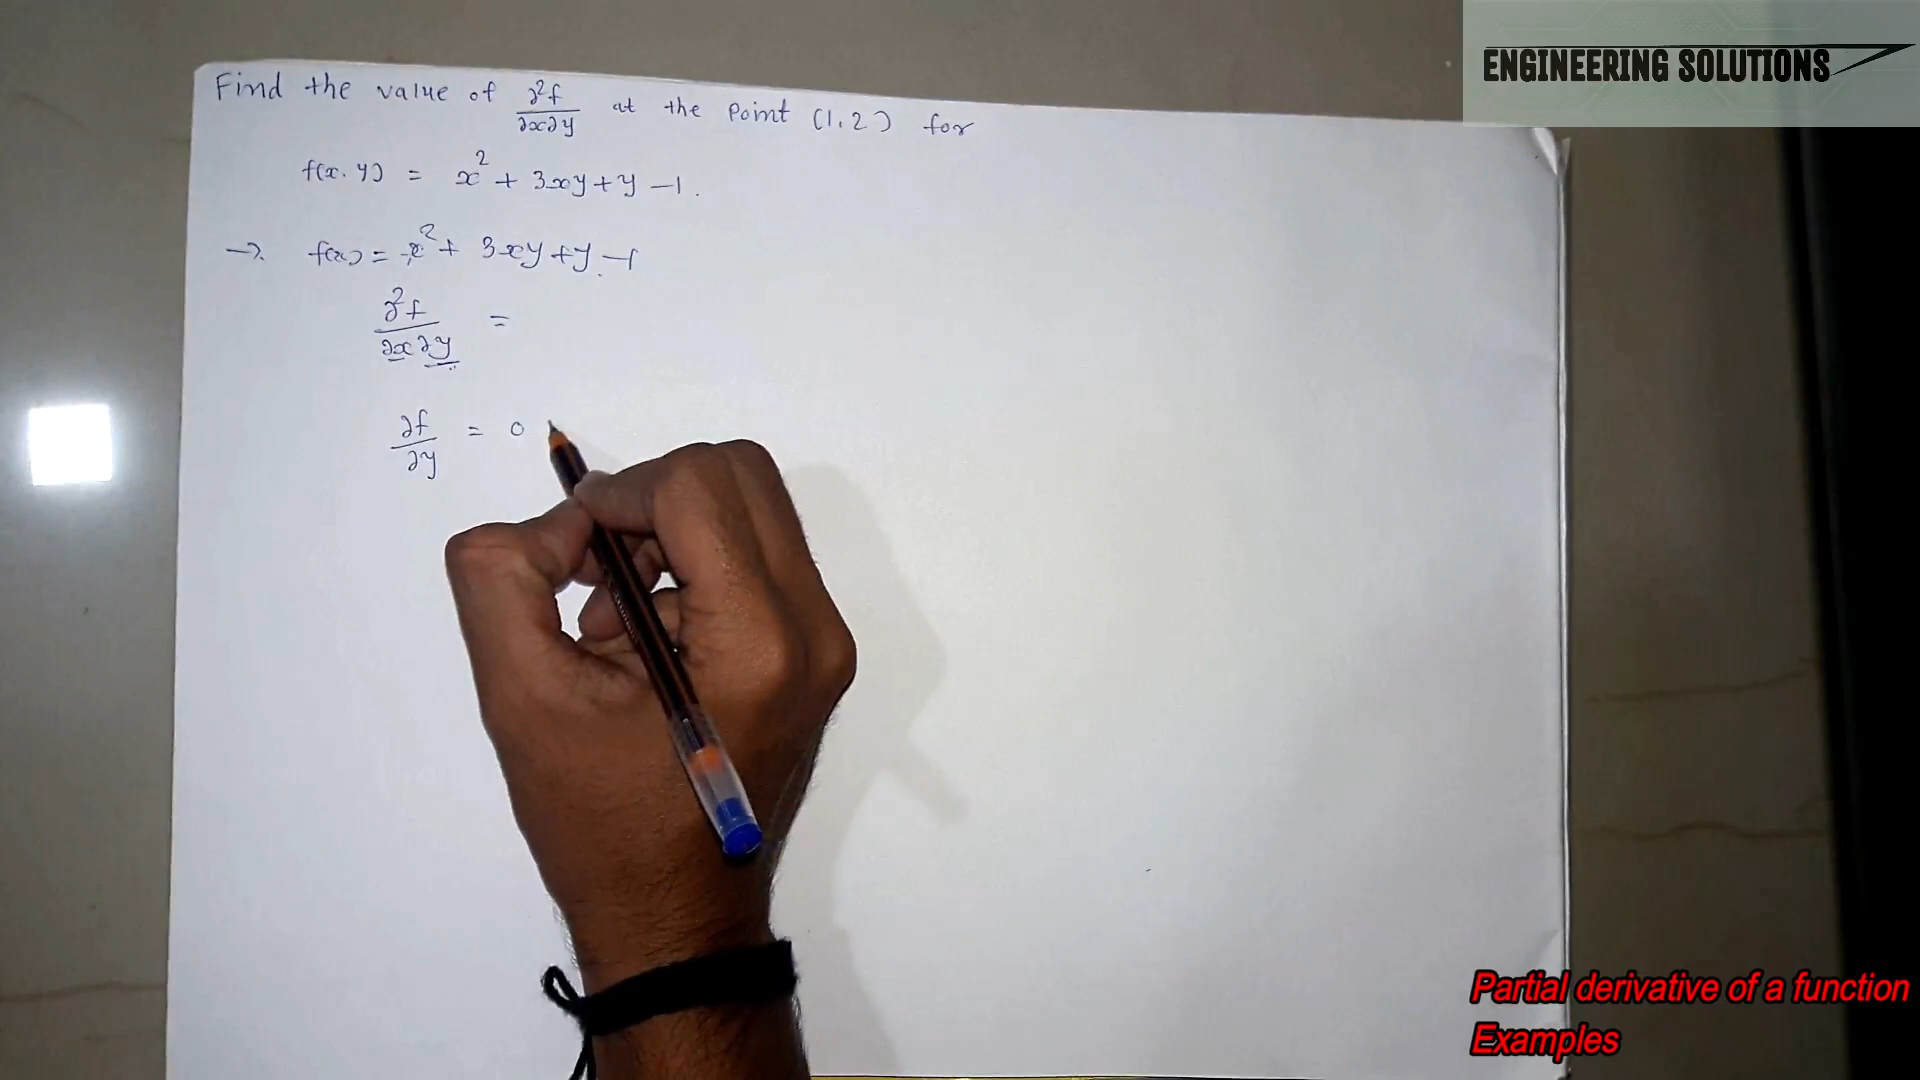 ENGINEERING SOLUTIONS
Find the value of ∂²f/∂x∂y at the Point (1,2) for
f(x,y) = x² + 3xy + y - 1.
→ f(x) = x² + 3xy + y - 1
∂²f/∂x∂y =
∂f/∂y = 0
Partial derivative of a function
Examples